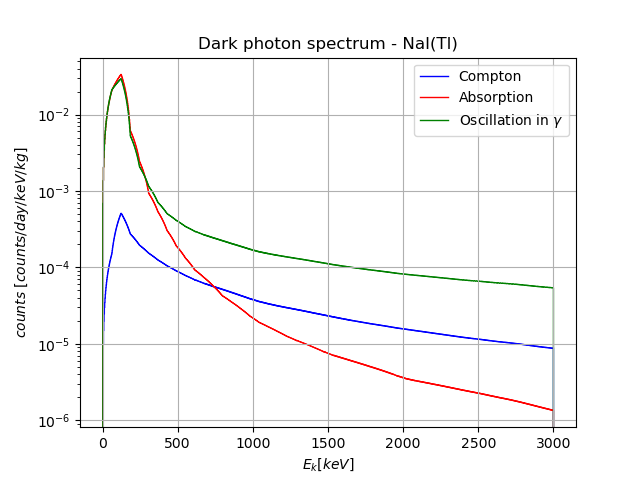 Dark photon spectrum - NaI(Tl)
counts [counts/day/keV/kg]
10⁻²
10⁻³
10⁻⁴
10⁻⁵
10⁻⁶
Compton
Absorption
Oscillation in γ
0 500 1000 1500 2000 2500 3000
E_k[keV]